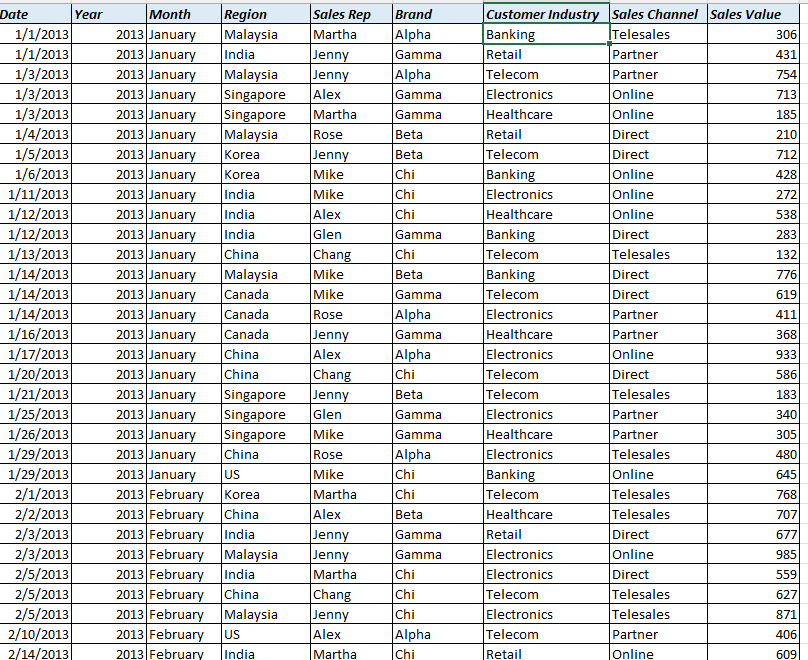 Date Year Month Region Sales Rep Brand Customer Industry Sales Channel Sales Value
1/1/2013 2013 January Malaysia Martha Alpha Banking Telesales 306
1/1/2013 2013 January India Jenny Gamma Retail Partner 431
1/3/2013 2013 January Malaysia Jenny Alpha Telecom Partner 754
1/3/2013 2013 January Singapore Alex Gamma Electronics Online 713
1/3/2013 2013 January Singapore Martha Gamma Healthcare Online 185
1/4/2013 2013 January Malaysia Rose Beta Retail Direct 210
1/5/2013 2013 January Korea Jenny Beta Telecom Direct 712
1/6/2013 2013 January Korea Mike Chi Banking Online 428
1/11/2013 2013 January India Mike Chi Electronics Online 272
1/12/2013 2013 January India Alex Chi Healthcare Online 538
1/12/2013 2013 January India Glen Gamma Banking Direct 283
1/13/2013 2013 January China Chang Chi Telecom Telesales 132
1/14/2013 2013 January Malaysia Mike Beta Banking Direct 776
1/14/2013 2013 January Canada Mike Gamma Telecom Direct 619
1/14/2013 2013 January Canada Rose Alpha Electronics Partner 411
1/16/2013 2013 January Canada Jenny Gamma Healthcare Partner 368
1/17/2013 2013 January China Alex Alpha Electronics Online 933
1/20/2013 2013 January China Chang Chi Telecom Direct 586
1/21/2013 2013 January Singapore Jenny Beta Telecom Telesales 183
1/25/2013 2013 January Singapore Glen Gamma Electronics Partner 340
1/26/2013 2013 January Singapore Mike Gamma Healthcare Partner 305
1/29/2013 2013 January China Rose Alpha Electronics Telesales 480
1/29/2013 2013 January US Mike Chi Banking Online 645
2/1/2013 2013 February Korea Martha Chi Telecom Telesales 768
2/2/2013 2013 February China Alex Beta Healthcare Telesales 707
2/3/2013 2013 February India Jenny Gamma Retail Direct 677
2/3/2013 2013 February Malaysia Jenny Gamma Electronics Online 985
2/5/2013 2013 February India Martha Chi Electronics Direct 559
2/5/2013 2013 February China Chang Chi Telecom Telesales 627
2/5/2013 2013 February Malaysia Jenny Chi Electronics Telesales 871
2/10/2013 2013 February US Alex Alpha Telecom Partner 406
2/14/2013 2013 February India Martha Chi Retail Online 609